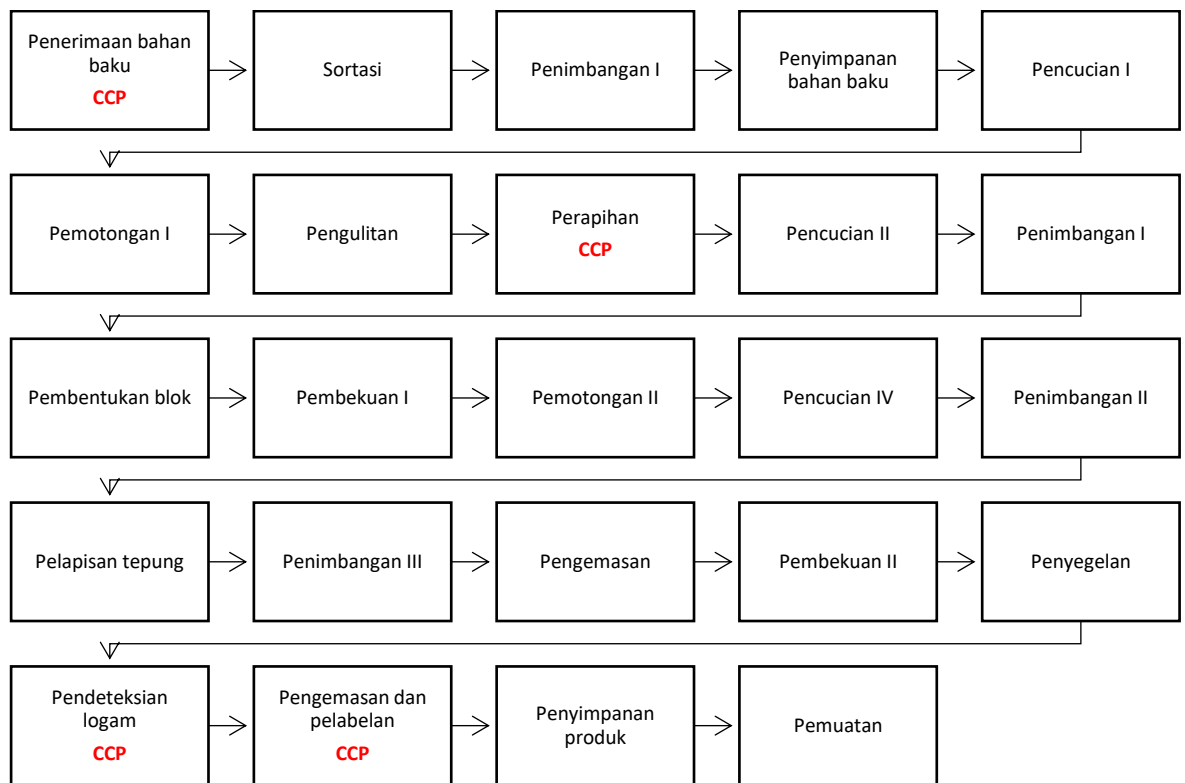 Penerimaan bahan
baku
CCP
Sortasi
Penimbangan I
Penyimpanan
bahan baku
Pencucian I
Pemotongan I
Pengulitan
Perapihan
CCP
Pencucian II
Penimbangan I
Pembentukan blok
Pembekuan I
Pemotongan II
Pencucian IV
Penimbangan II
Pelapisan tepung
Penimbangan III
Pengemasan
Pembekuan II
Penyegelan
Pendeteksian
logam
CCP
Pengemasan dan
pelabelan
CCP
Penyimpanan
produk
Pemuatan